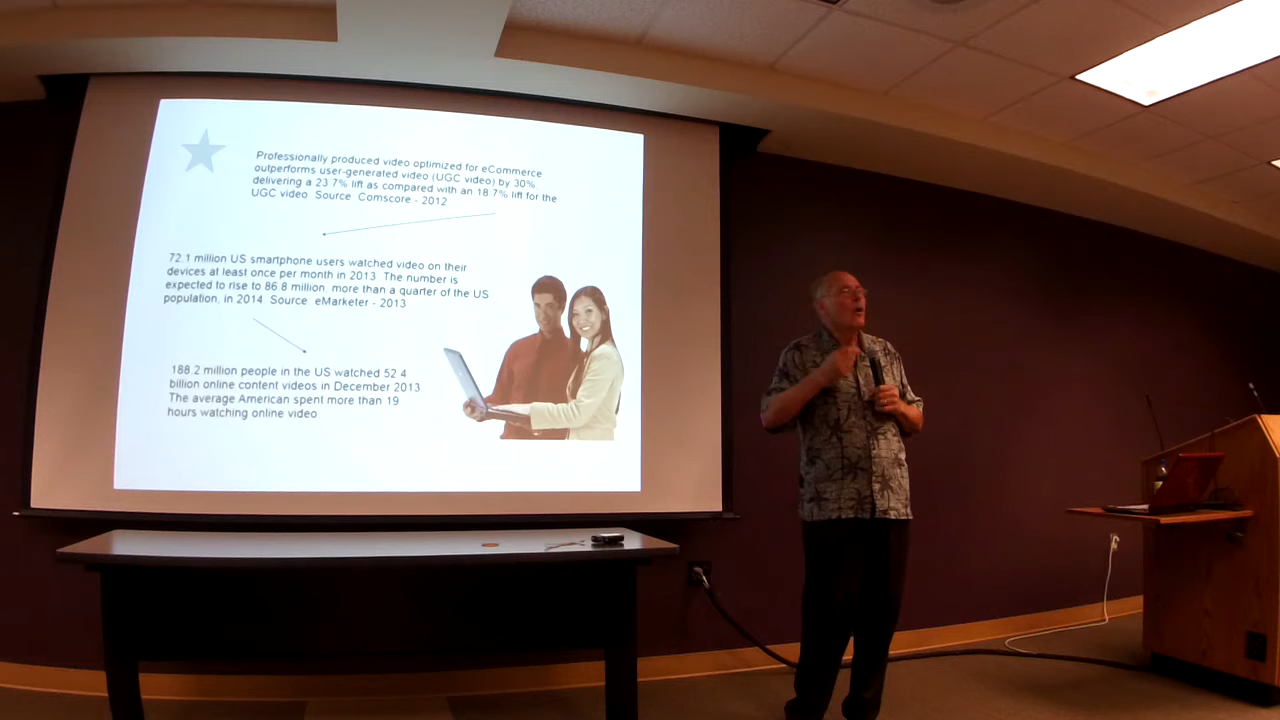 Professionally produced video optimized for eCommerce
outperforms user-generated video (UGC video) by 30%
delivering a 23 7% lift as compared with an 18 7% lift for the
UGC video Source Comscore - 2012
72.1 million US smartphone users watched video on their
devices at least once per month in 2013 The number is
expected to rise to 86 8 million, more than a quarter of the US
population, in 2014 Source eMarketer - 2013
188.2 million people in the US watched 52 4
billion online content videos in December 2013
The average American spent more than 19
hours watching online video